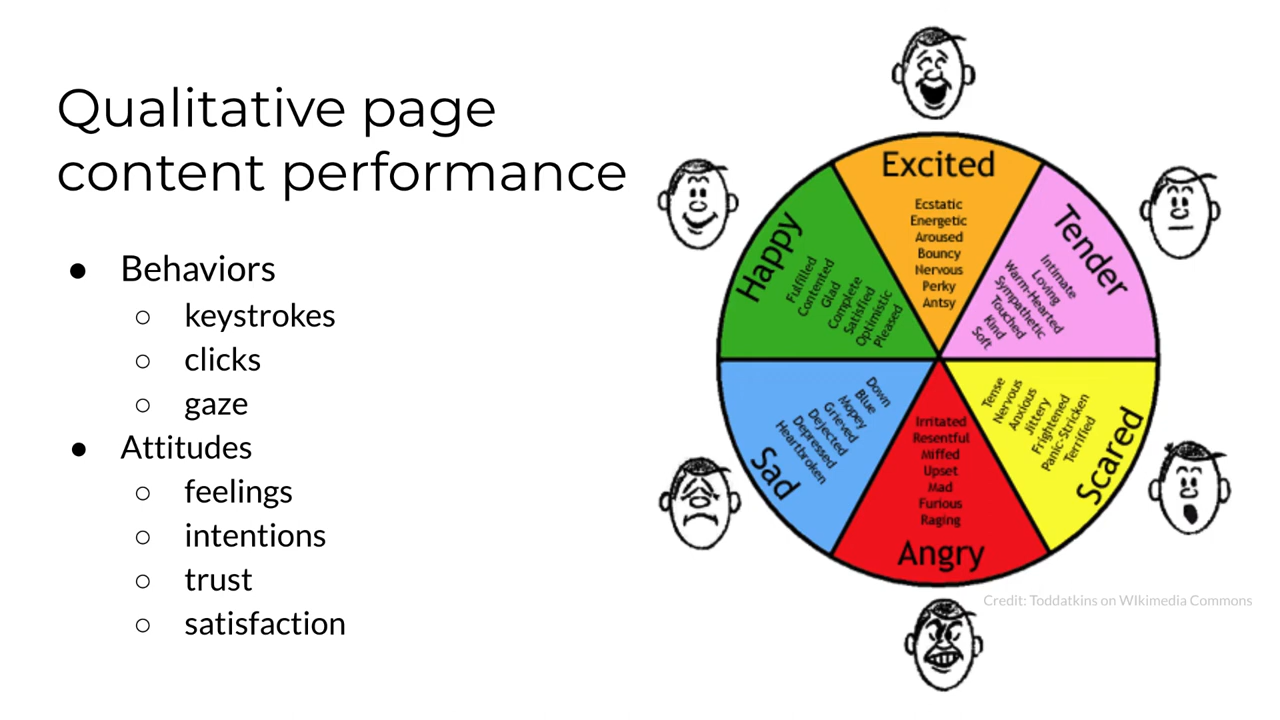 Qualitative page
content performance
● Behaviors
○ keystrokes
○ clicks
○ gaze
● Attitudes
○ feelings
○ intentions
○ trust
○ satisfaction
Excited
Ecstatic
Energetic
Aroused
Bouncy
Nervous
Perky
Antsy
Tender
Intimate
Loving
Warm-Hearted
Sympathetic
Touched
Kind
Soft
Scared
Tense
Nervous
Anxious
Jittery
Frightened
Panic-Stricken
Terrified
Angry
Irritated
Resentful
Miffed
Upset
Mad
Furious
Raging
Sad
Down
Blue
Mopey
Grieved
Dejected
Depressed
Heartbroken
Happy
Fulfilled
Contented
Glad
Complete
Satisfied
Optimistic
Pleased
Credit: Toddatkins on WIkimedia Commons